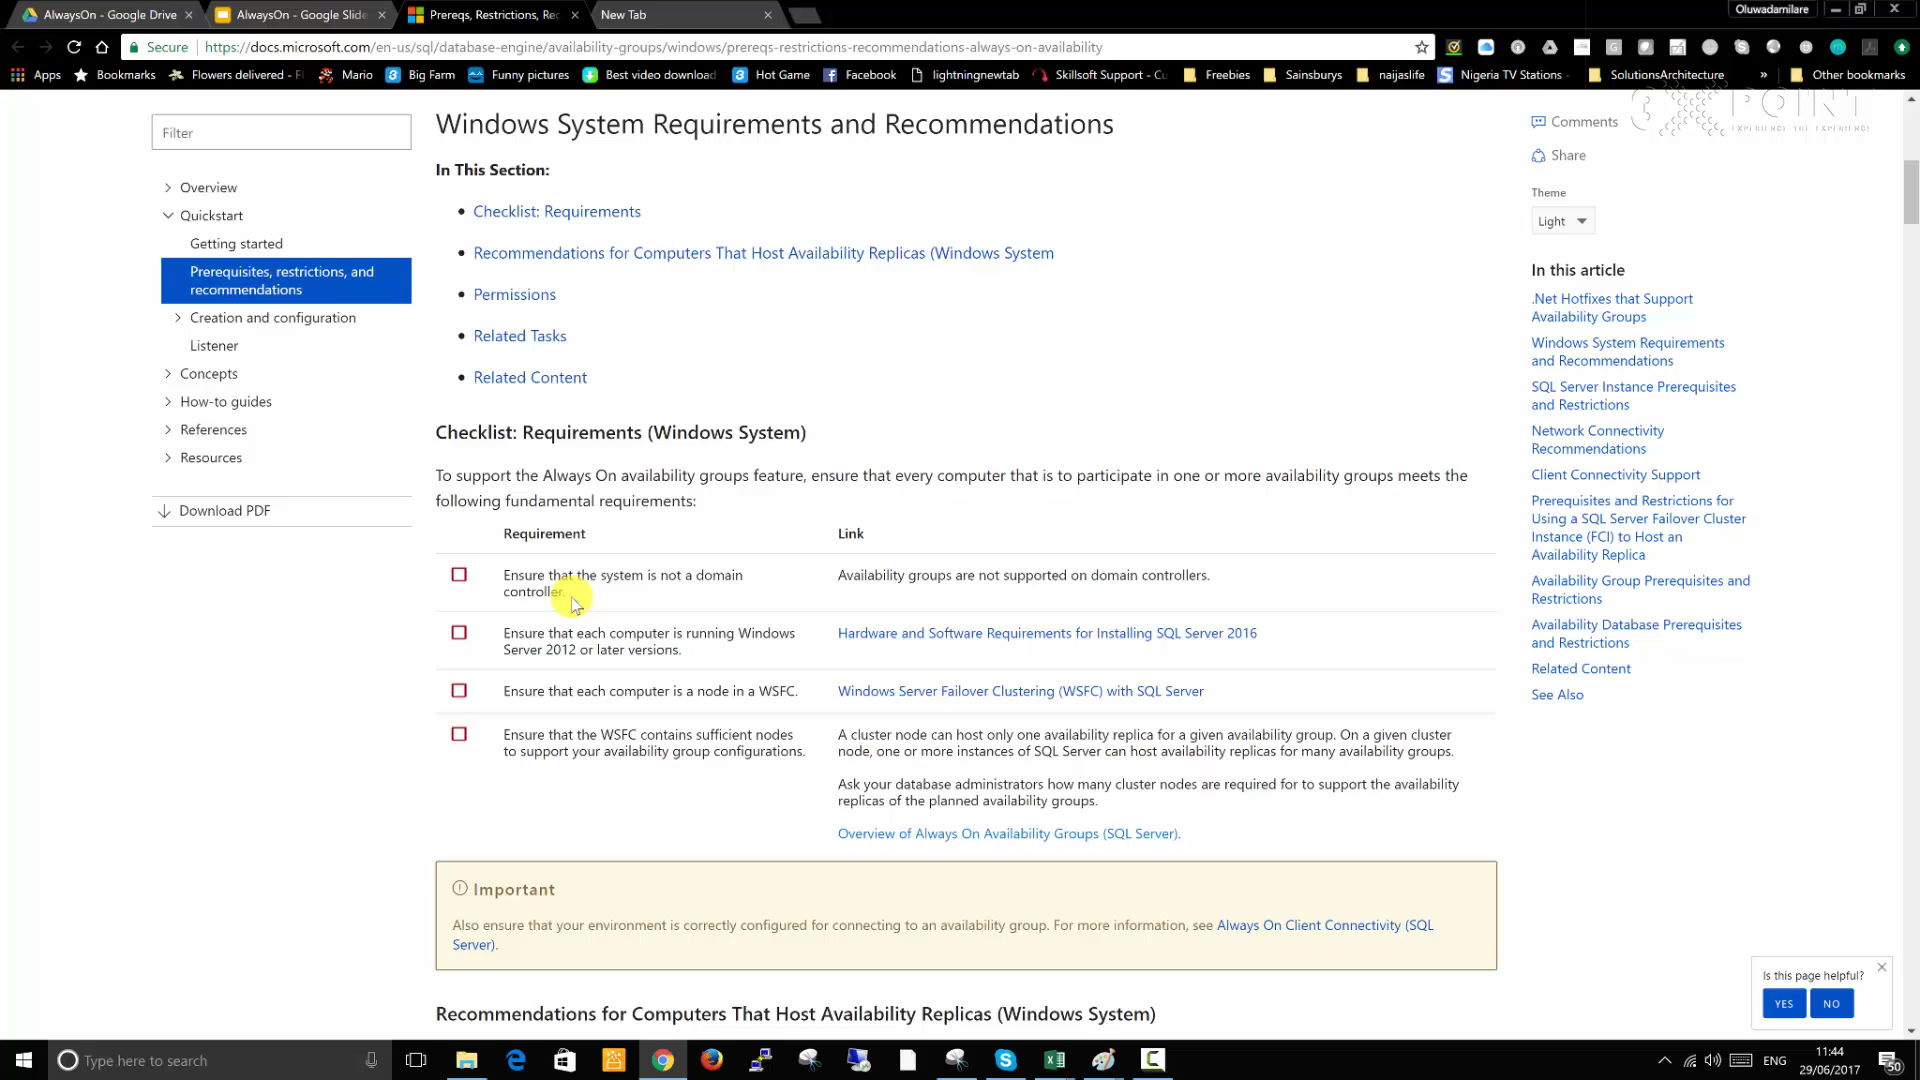 AlwaysOn - Google Drive
AlwaysOn - Google Slide
Prereqs, Restrictions, Rec
New Tab
Oluwadamilare
Secure
https://docs.microsoft.com/en-us/sql/database-engine/availability-groups/windows/prereqs-restrictions-recommendations-always-on-availability
Apps
Bookmarks
Flowers delivered - F
Mario
Big Farm
Funny pictures
Best video download
Hot Game
Facebook
lightningnewtab
Skillsoft Support - Cu
Freebies
Sainsburys
naijaslife
Nigeria TV Stations -
SolutionsArchitecture
»
Other bookmarks
Filter
Overview
Quickstart
Getting started
Prerequisites, restrictions, and
recommendations
Creation and configuration
Listener
Concepts
How-to guides
References
Resources
Download PDF
Windows System Requirements and Recommendations
In This Section:
• Checklist: Requirements
• Recommendations for Computers That Host Availability Replicas (Windows System
• Permissions
• Related Tasks
• Related Content
Checklist: Requirements (Windows System)
To support the Always On availability groups feature, ensure that every computer that is to participate in one or more availability groups meets the
following fundamental requirements:
Requirement Link
Ensure that the system is not a domain
controller.
Availability groups are not supported on domain controllers.
Ensure that each computer is running Windows
Server 2012 or later versions.
Hardware and Software Requirements for Installing SQL Server 2016
Ensure that each computer is a node in a WSFC.
Windows Server Failover Clustering (WSFC) with SQL Server
Ensure that the WSFC contains sufficient nodes
to support your availability group configurations.
A cluster node can host only one availability replica for a given availability group. On a given cluster
node, one or more instances of SQL Server can host availability replicas for many availability groups.
Ask your database administrators how many cluster nodes are required for to support the availability
replicas of the planned availability groups.
Overview of Always On Availability Groups (SQL Server).
Important
Also ensure that your environment is correctly configured for connecting to an availability group. For more information, see Always On Client Connectivity (SQL
Server).
Recommendations for Computers That Host Availability Replicas (Windows System)
3XPOINT
EXPERIENCE THE EXPERIENCE
Comments
Share
Theme
Light
In this article
.Net Hotfixes that Support
Availability Groups
Windows System Requirements
and Recommendations
SQL Server Instance Prerequisites
and Restrictions
Network Connectivity
Recommendations
Client Connectivity Support
Prerequisites and Restrictions for
Using a SQL Server Failover Cluster
Instance (FCI) to Host an
Availability Replica
Availability Group Prerequisites and
Restrictions
Availability Database Prerequisites
and Restrictions
Related Content
See Also
Is this page helpful?
YES NO
Type here to search
ENG
11:44
29/06/2017
50